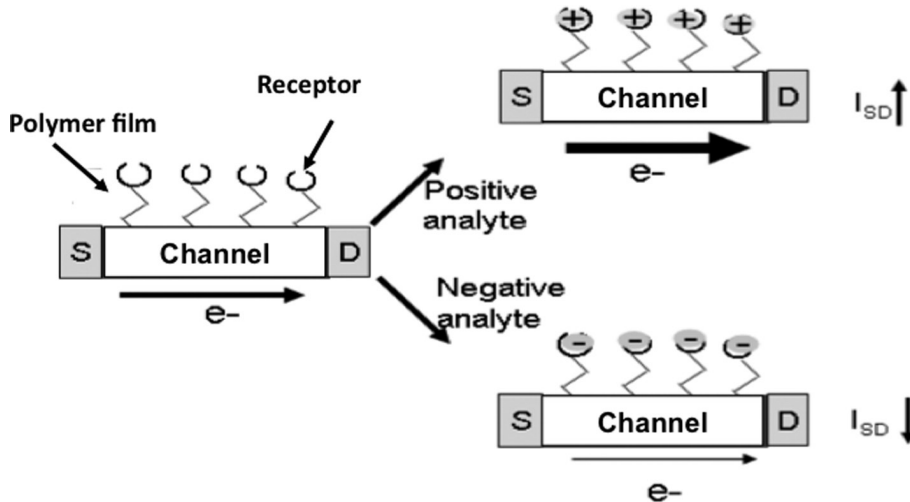 Receptor
Polymer film
S
Channel
D
e-
Positive
analyte
Negative
analyte
+
+
+
+
S
Channel
D
I_SD
e-
-
-
-
-
S
Channel
D
I_SD
e-